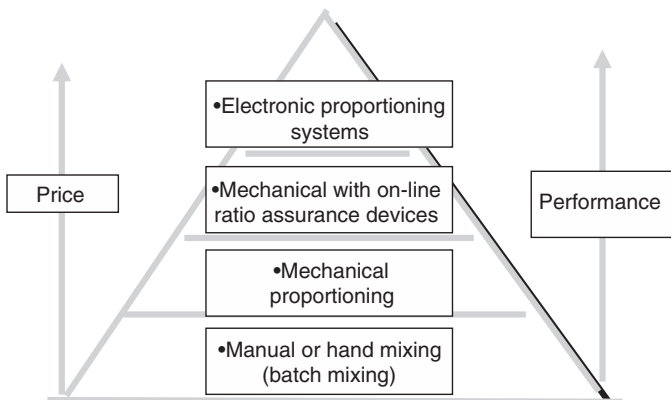 •Electronic proportioning
systems
•Mechanical with on-line
ratio assurance devices
Price
Performance
•Mechanical
proportioning
•Manual or hand mixing
(batch mixing)